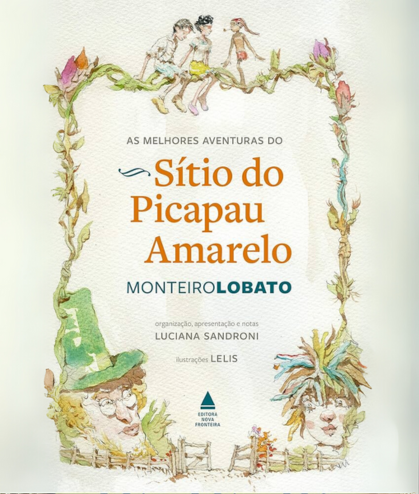 AS MELHORES AVENTURAS DO
Sítio do
Picapau
Amarelo
MONTEIROLOBATO
organização, apresentação e notas
LUCIANA SANDRONI
ilustrações LELIS
EDITORA
NOVA
FRONTEIRA